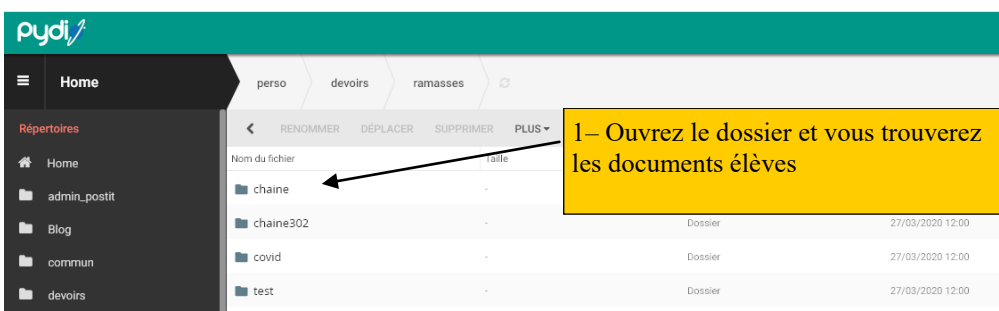 pydi
Home
perso devoirs ramasses
Répertoires
RENOMMER DÉPLACER SUPPRIMER PLUS
1– Ouvrez le dossier et vous trouverez
les documents élèves
Nom du fichier Taille
Home
chaine -
admin_postit
Blog
chaine302 - Dossier 27/03/2020 12:00
commun
covid - Dossier 27/03/2020 12:00
devoirs
test - Dossier 27/03/2020 12:00